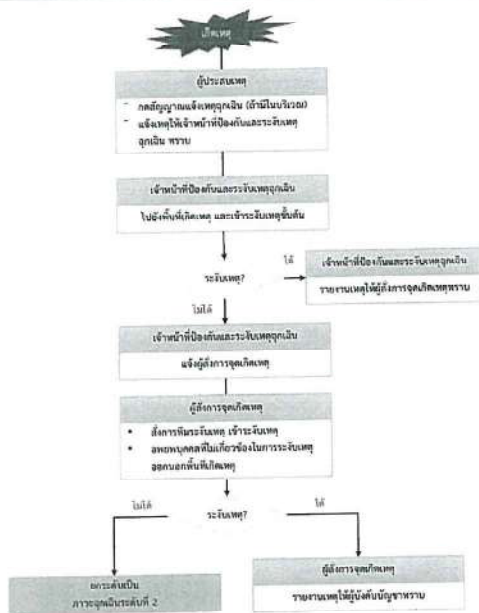 เกิดเหตุ
ผู้ประสบเหตุ
- กดสัญญาณแจ้งเหตุฉุกเฉิน (ถ้ามีในบริเวณ)
- แจ้งเหตุให้เจ้าหน้าที่ป้องกันและระงับเหตุ
ฉุกเฉิน ทราบ
เจ้าหน้าที่ป้องกันและระงับเหตุฉุกเฉิน
ไปยังพื้นที่เกิดเหตุ และเข้าระงับเหตุขั้นต้น
ระงับเหตุ?
ได้
เจ้าหน้าที่ป้องกันและระงับเหตุฉุกเฉิน
รายงานเหตุให้ผู้สั่งการจุดเกิดเหตุทราบ
ไม่ได้
เจ้าหน้าที่ป้องกันและระงับเหตุฉุกเฉิน
แจ้งผู้สั่งการจุดเกิดเหตุ
ผู้สั่งการจุดเกิดเหตุ
• สั่งการทีมระงับเหตุ เข้าระงับเหตุ
• อพยพบุคคลที่ไม่เกี่ยวข้องในการระงับเหตุ
ออกนอกพื้นที่เกิดเหตุ
ไม่ได้
ระงับเหตุ?
ได้
ยกระดับเป็น
ภาวะฉุกเฉินระดับที่ 2
ผู้สั่งการจุดเกิดเหตุ
รายงานเหตุให้ผู้บังคับบัญชาทราบ